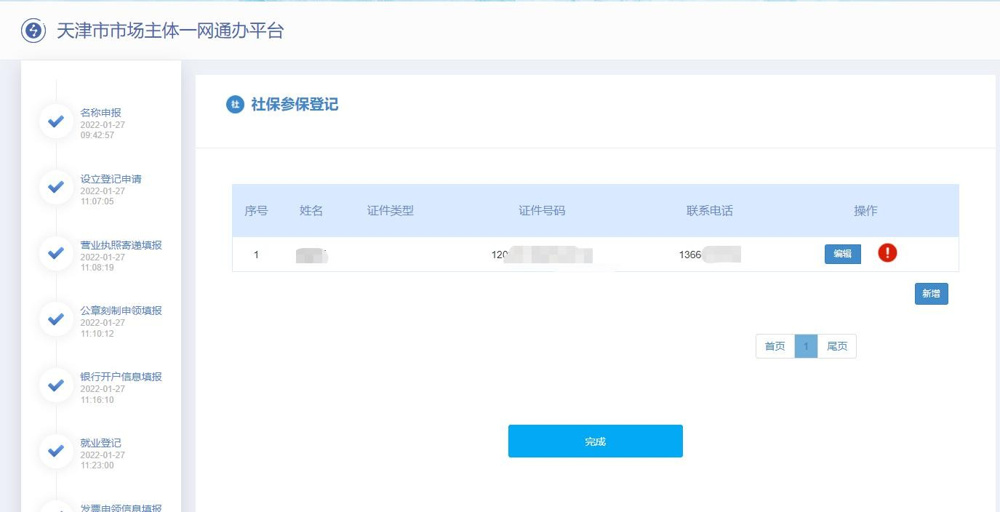 天津市市场主体一网通办平台
名称申报
2022-01-27
09:42:57
设立登记申请
2022-01-27
11:07:05
营业执照寄递填报
2022-01-27
11:08:19
公章刻制申领填报
2022-01-27
11:10:12
银行开户信息填报
2022-01-27
11:16:10
就业登记
2022-01-27
11:23:00
发票申领信息填报
社 社保参保登记
序号 姓名 证件类型 证件号码 联系电话 操作
1 120 1366 编辑 !
新增
首页 1 尾页
完成